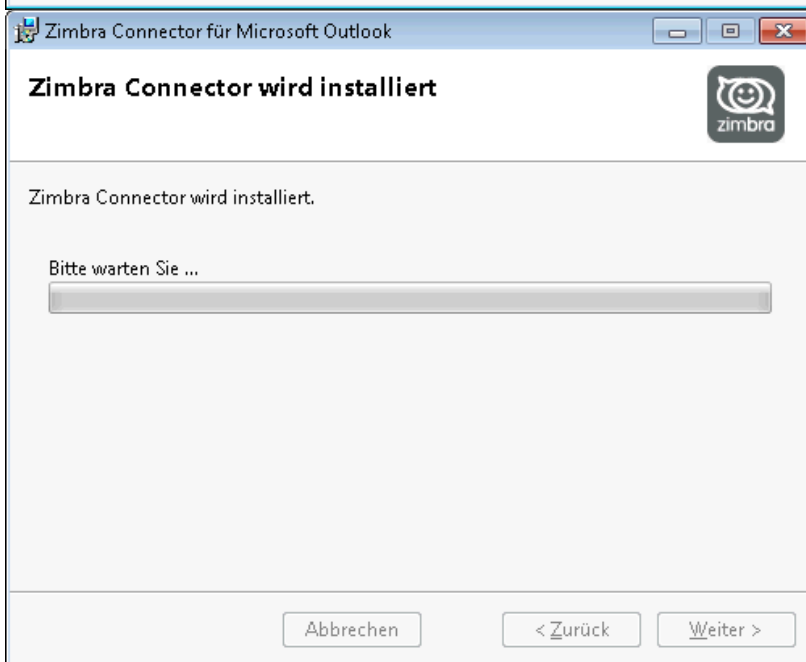 Zimbra Connector für Microsoft Outlook
Zimbra Connector wird installiert
zimbra
Zimbra Connector wird installiert.
Bitte warten Sie ...
Abbrechen
< Zurück
Weiter >